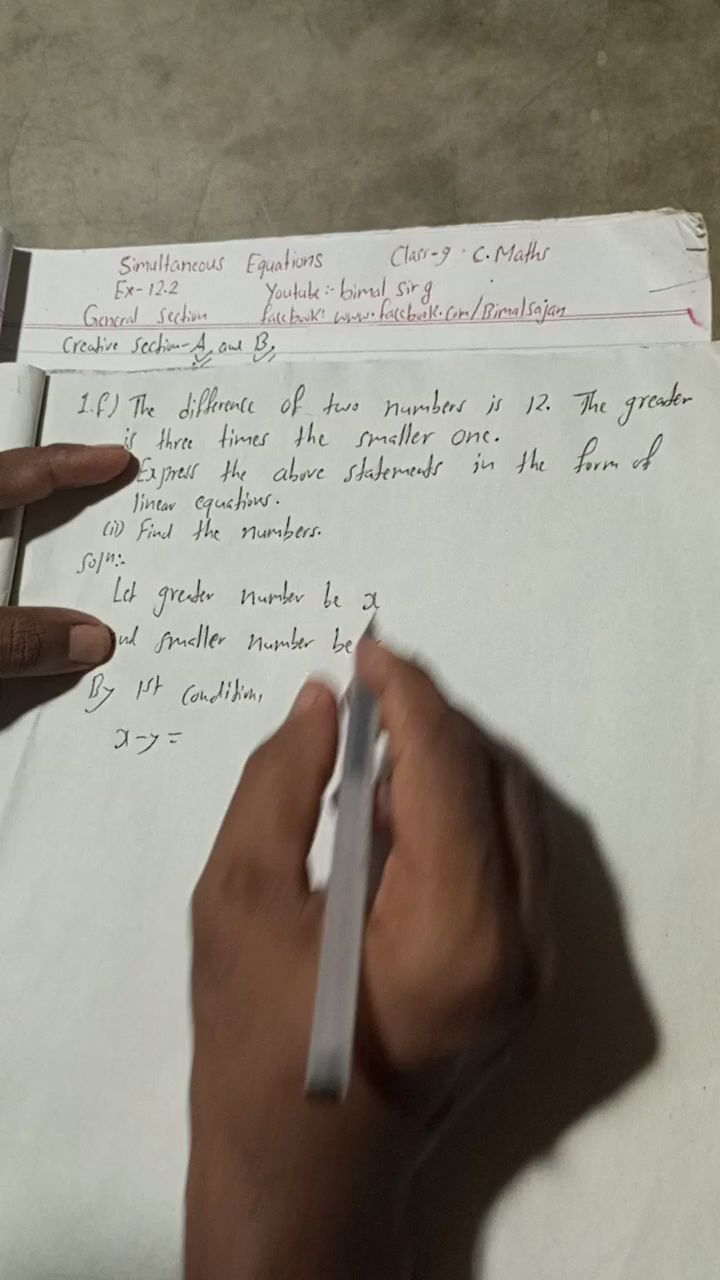 Simultaneous Equations Class-9 C. Maths
Ex-12.2 Youtube:- bimal sir g
General Section facebook: www.facebook.com/Bimalsajan
Creative Section-A, and B,
1.f.) The difference of two numbers is 12. The greater
is three times the smaller one.
Express the above statements in the form of
linear equations.
(ii) Find the numbers.
Soln:-
Let greater number be x
smaller number be
By 1st condition,
x-y=